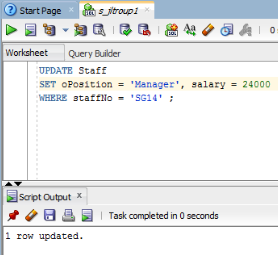 Start Page
s_jitroup1
Worksheet
Query Builder
UPDATE Staff
SET oPosition = 'Manager', salary = 24000
WHERE staffNo = 'SG14' ;
Script Output
Task completed in 0 seconds
1 row updated.